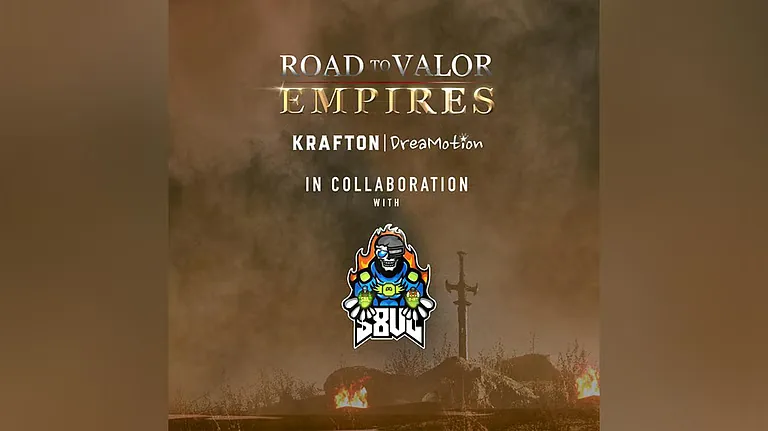 ROAD TO VALOR
EMPIRES
KRAFTON | DreaMotion
IN COLLABORATION
WITH
S8UL